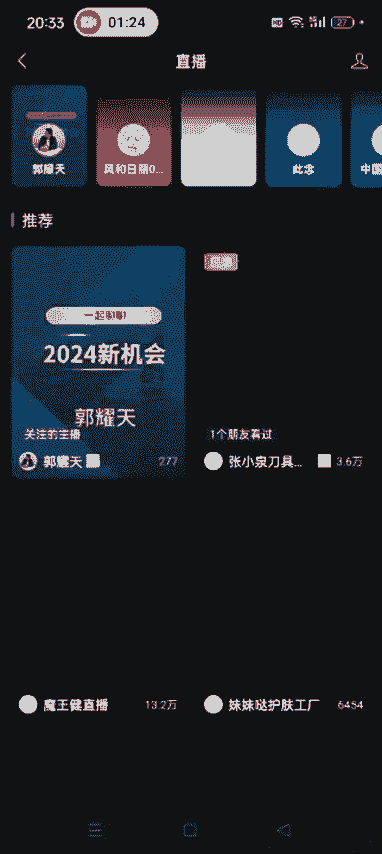 20:33
01:24
HD
27
直播
郭耀天
风和日丽0...
此念
中国
推荐
一起聊聊
2024新机会
郭耀天
关注的主播
郭耀天
277
1个朋友看过
张小泉刀具...
3.6万
魔王健直播
13.2万
妹妹哒护肤工厂
6454